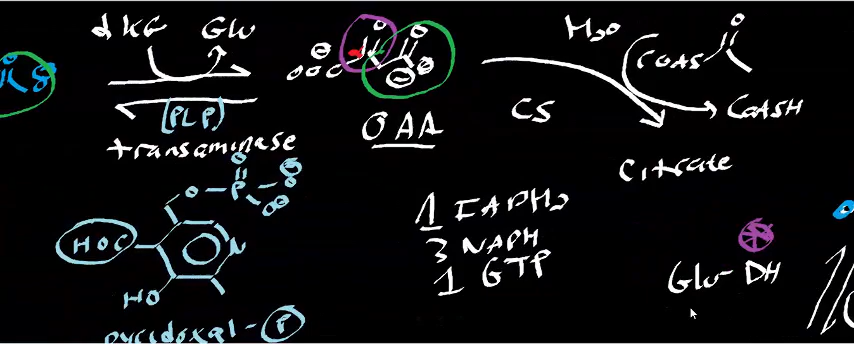 αKG Glu
H2O
O
O
⊖OOC
O⊖
COAS
(PLP)
transaminase
OAA
CS
COASH
Citrate
O
O-P-O⊖
O⊖
HOC
N
HO
pyridoxal-P
1 FADH2
3 NADH
1 GTP
Glu-DH